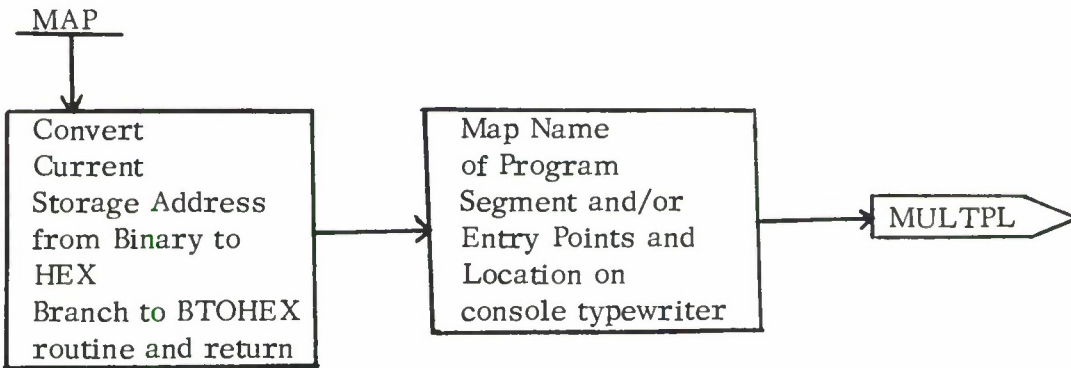 MAP
Convert
Current
Storage Address
from Binary to
HEX
Branch to BTOHEX
routine and return
Map Name
of Program
Segment and/or
Entry Points and
Location on
console typewriter
MULTPL